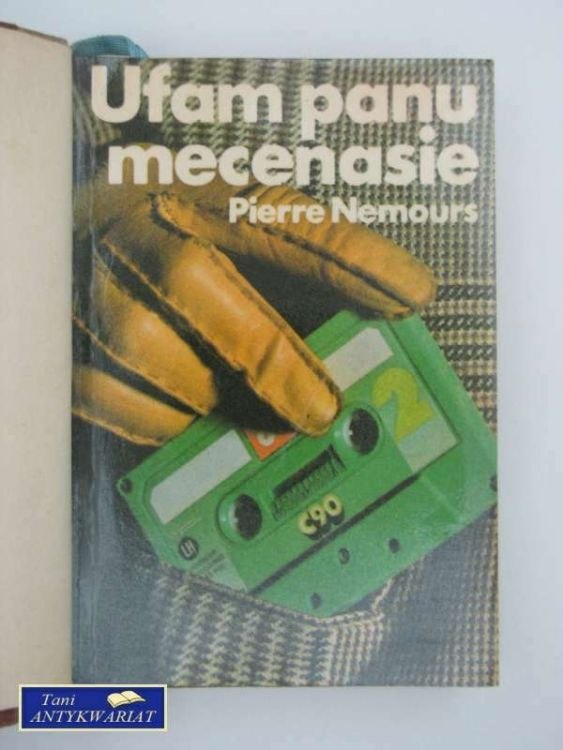 Ufam panu
mecenasie
Pierre Nemours
2
C90
Tani
ANTYKWARIAT